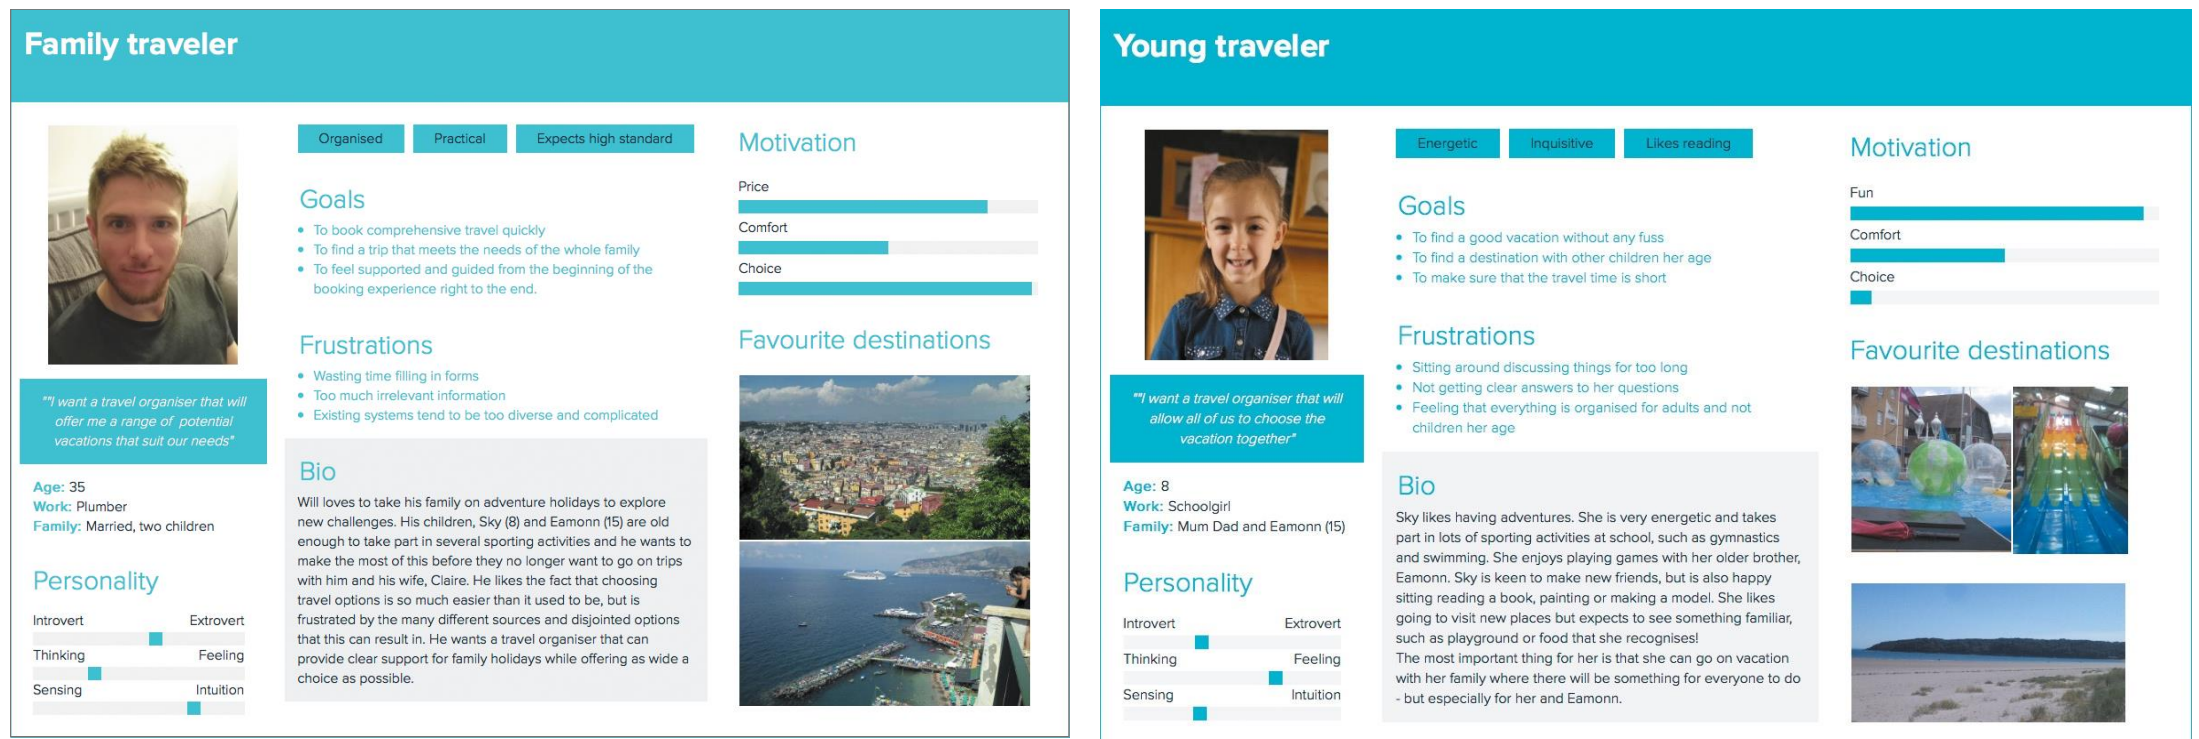 Family traveler
Organised
Practical
Expects high standard
Goals
• To book comprehensive travel quickly
• To find a trip that meets the needs of the whole family
• To feel supported and guided from the beginning of the
booking experience right to the end.
Frustrations
• Wasting time filling in forms
• Too much irrelevant information
• Existing systems tend to be too diverse and complicated
""I want a travel organiser that will
offer me a range of potential
vacations that suit our needs"
Age: 35
Work: Plumber
Family: Married, two children
Personality
Introvert Extrovert
Thinking Feeling
Sensing Intuition
Bio
Will loves to take his family on adventure holidays to explore
new challenges. His children, Sky (8) and Eamonn (15) are old
enough to take part in several sporting activities and he wants to
make the most of this before they no longer want to go on trips
with him and his wife, Claire. He likes the fact that choosing
travel options is so much easier than it used to be, but is
frustrated by the many different sources and disjointed options
that this can result in. He wants a travel organiser that can
provide clear support for family holidays while offering as wide a
choice as possible.
Motivation
Price
Comfort
Choice
Favourite destinations
Young traveler
Energetic
Inquisitive
Likes reading
Goals
• To find a good vacation without any fuss
• To find a destination with other children her age
• To make sure that the travel time is short
Frustrations
• Sitting around discussing things for too long
• Not getting clear answers to her questions
• Feeling that everything is organised for adults and not
children her age
""I want a travel organiser that will
allow all of us to choose the
vacation together"
Age: 8
Work: Schoolgirl
Family: Mum Dad and Eamonn (15)
Personality
Introvert Extrovert
Thinking Feeling
Sensing Intuition
Bio
Sky likes having adventures. She is very energetic and takes
part in lots of sporting activities at school, such as gymnastics
and swimming. She enjoys playing games with her older brother,
Eamonn. Sky is keen to make new friends, but is also happy
sitting reading a book, painting or making a model. She likes
going to visit new places but expects to see something familiar,
such as playground or food that she recognises!
The most important thing for her is that she can go on vacation
with her family where there will be something for everyone to do
- but especially for her and Eamonn.
Motivation
Fun
Comfort
Choice
Favourite destinations